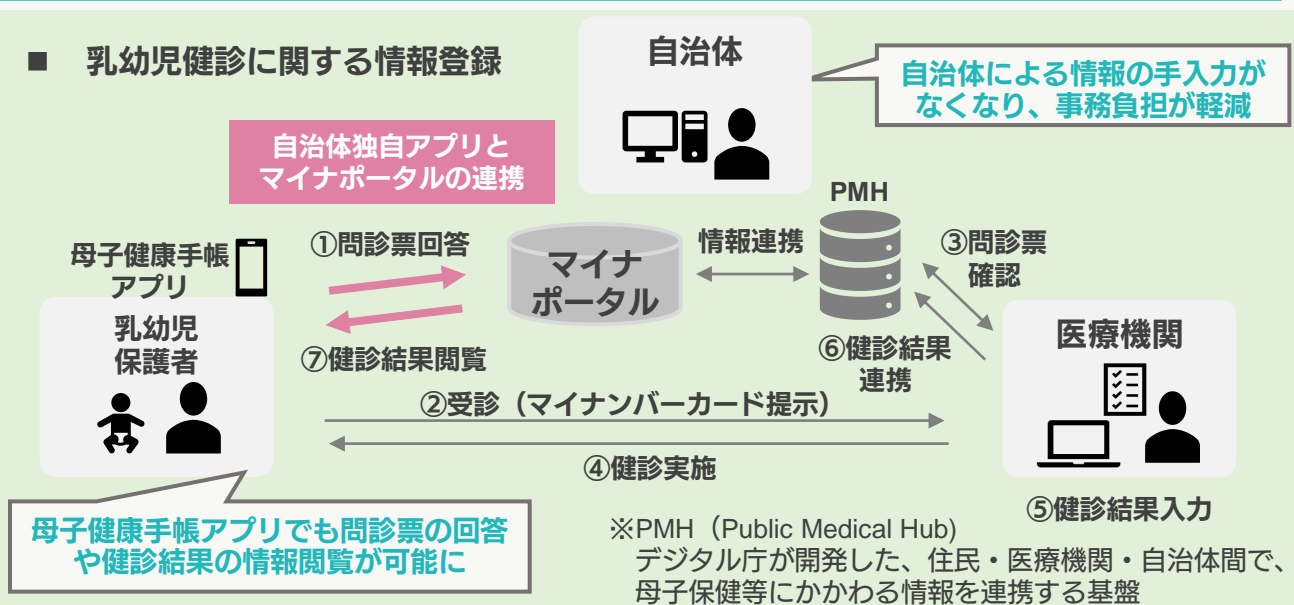 ■ 乳幼児健診に関する情報登録
自治体
自治体による情報の手入力が
なくなり、事務負担が軽減
自治体独自アプリと
マイナポータルの連携
PMH
母子健康手帳
アプリ
①問診票回答
マイナ
ポータル
情報連携
③問診票
確認
乳幼児
保護者
⑦健診結果閲覧
⑥健診結果
連携
医療機関
②受診（マイナンバーカード提示）
④健診実施
⑤健診結果入力
母子健康手帳アプリでも問診票の回答
や健診結果の情報閲覧が可能に
※PMH（Public Medical Hub)
デジタル庁が開発した、住民・医療機関・自治体間で、
母子保健等にかかわる情報を連携する基盤